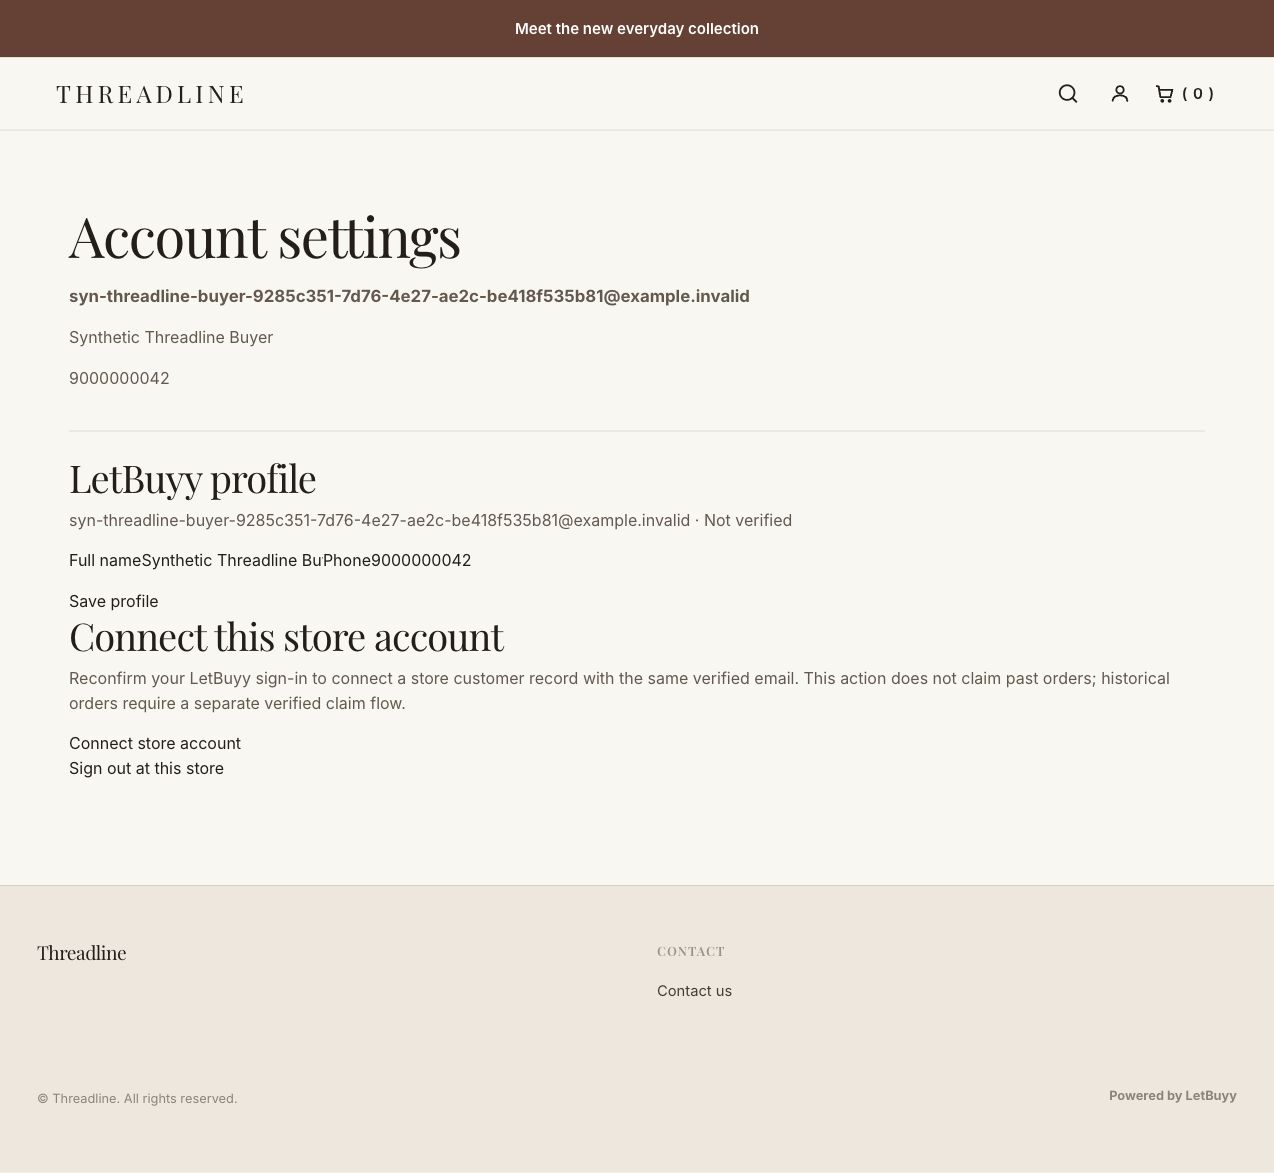 Meet the new everyday collection
THREADLINE
( 0 )
Account settings
syn-threadline-buyer-9285c351-7d76-4e27-ae2c-be418f535b81@example.invalid
Synthetic Threadline Buyer
9000000042
LetBuyy profile
syn-threadline-buyer-9285c351-7d76-4e27-ae2c-be418f535b81@example.invalid · Not verified
Full nameSynthetic Threadline BuPhone9000000042
Save profile
Connect this store account
Reconfirm your LetBuyy sign-in to connect a store customer record with the same verified email. This action does not claim past orders; historical
orders require a separate verified claim flow.
Connect store account
Sign out at this store
Threadline
CONTACT
Contact us
© Threadline. All rights reserved.
Powered by LetBuyy